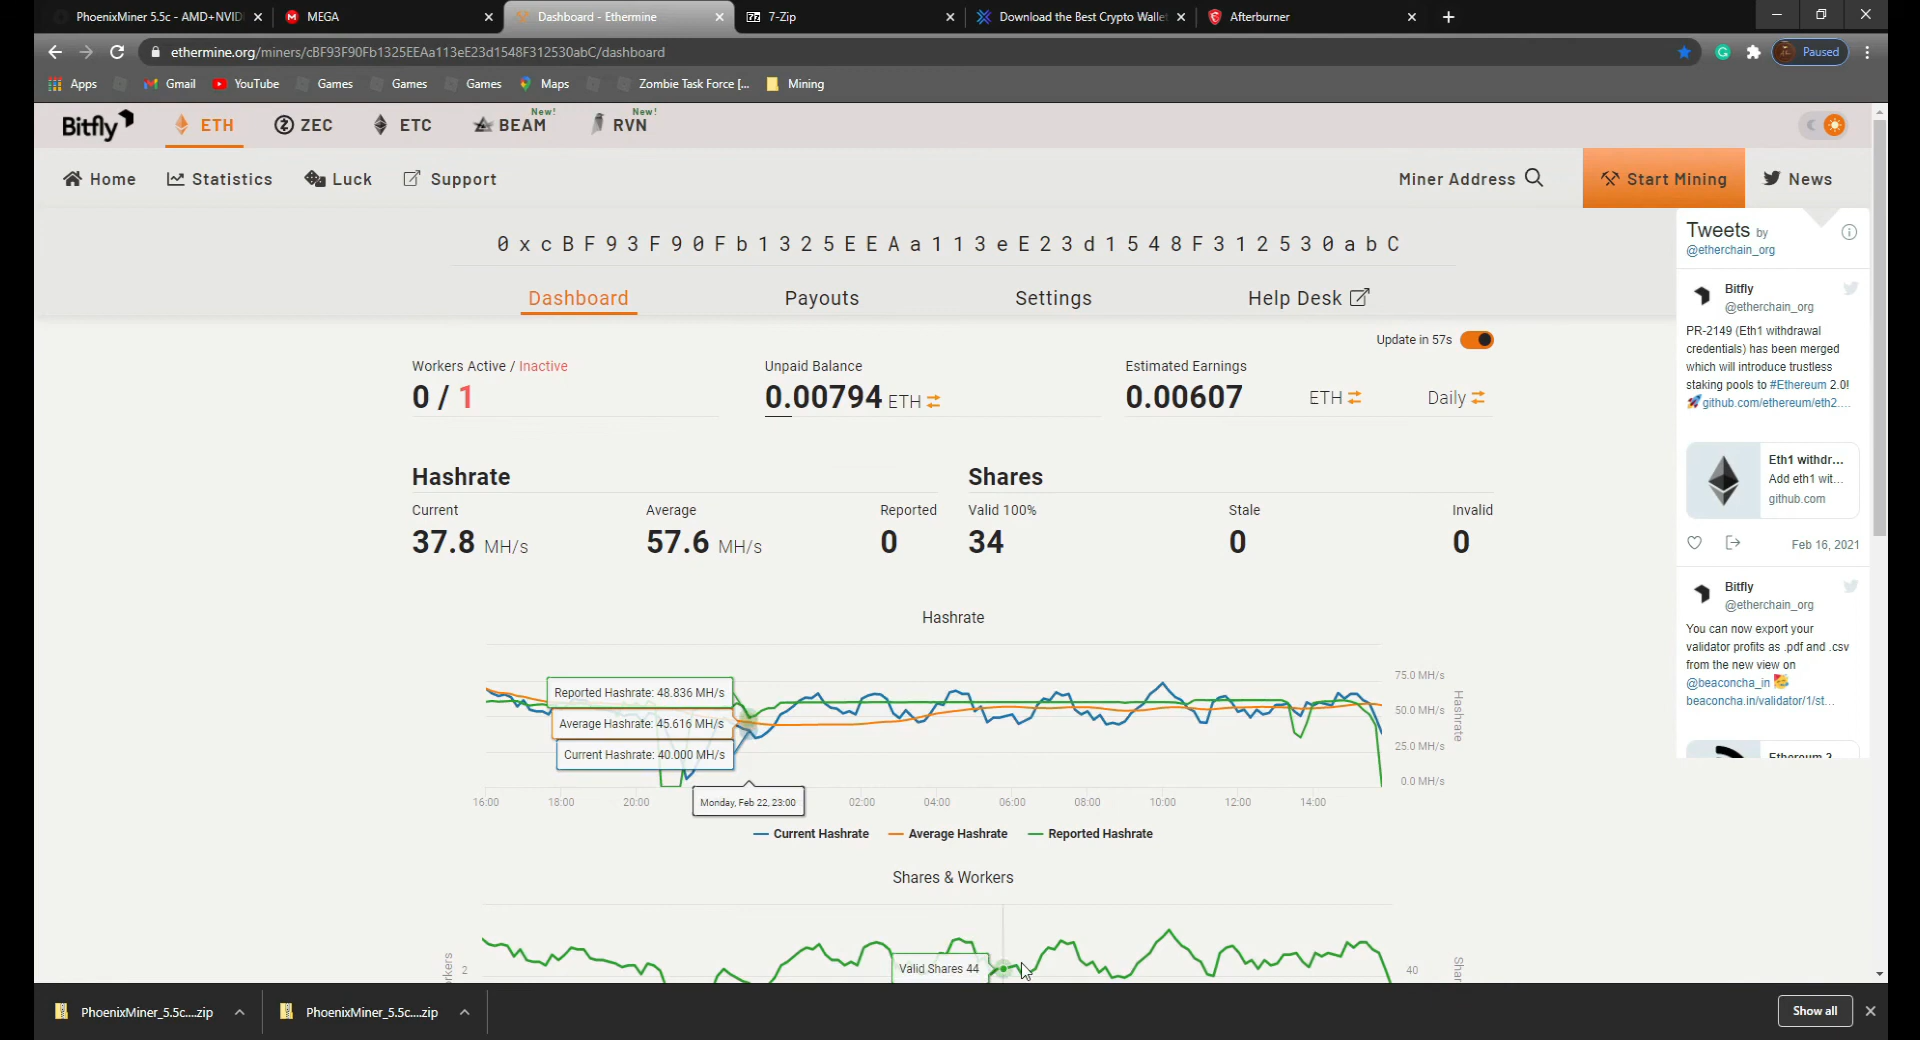 PhoenixMiner 5.5c - AMD+NVIDI
MEGA
Dashboard - Ethermine
7-Zip
Download the Best Crypto Wallet
Afterburner
ethermine.org/miners/cBF93F90Fb1325EEAa113eE23d1548F312530abC/dashboard
Paused
Apps
Gmail
YouTube
Games
Games
Games
Maps
Zombie Task Force [...
Mining
Bitfly
ETH
ZEC
ETC
BEAM
New!
RVN
New!
Home
Statistics
Luck
Support
Miner Address
Start Mining
News
0xcBF93F90Fb1325EEAa113eE23d1548F312530abC
Dashboard
Payouts
Settings
Help Desk
Update in 57s
Workers Active / Inactive
0 / 1
Unpaid Balance
0.00794 ETH
Estimated Earnings
0.00607
ETH
Daily
Hashrate
Current
37.8 MH/s
Average
57.6 MH/s
Reported
0
Shares
Valid 100%
34
Stale
0
Invalid
0
Hashrate
Reported Hashrate: 48.836 MH/s
Average Hashrate: 45.616 MH/s
Current Hashrate: 40.000 MH/s
75.0 MH/s
50.0 MH/s
25.0 MH/s
0.0 MH/s
Hashrate
16:00
18:00
20:00
Monday, Feb 22, 23:00
02:00
04:00
06:00
08:00
10:00
12:00
14:00
Current Hashrate
Average Hashrate
Reported Hashrate
Shares & Workers
2
Valid Shares 44
40
Tweets by
@etherchain_org
Bitfly
@etherchain_org
PR-2149 (Eth1 withdrawal
credentials) has been merged
which will introduce trustless
staking pools to #Ethereum 2.0!
github.com/ethereum/eth2....
Eth1 withdr...
Add eth1 wit...
github.com
Feb 16, 2021
Bitfly
@etherchain_org
You can now export your
validator profits as .pdf and .csv
from the new view on
@beaconcha_in
beaconcha.in/validator/1/st...
Ethereum 2
PhoenixMiner_5.5c....zip
PhoenixMiner_5.5c....zip
Show all